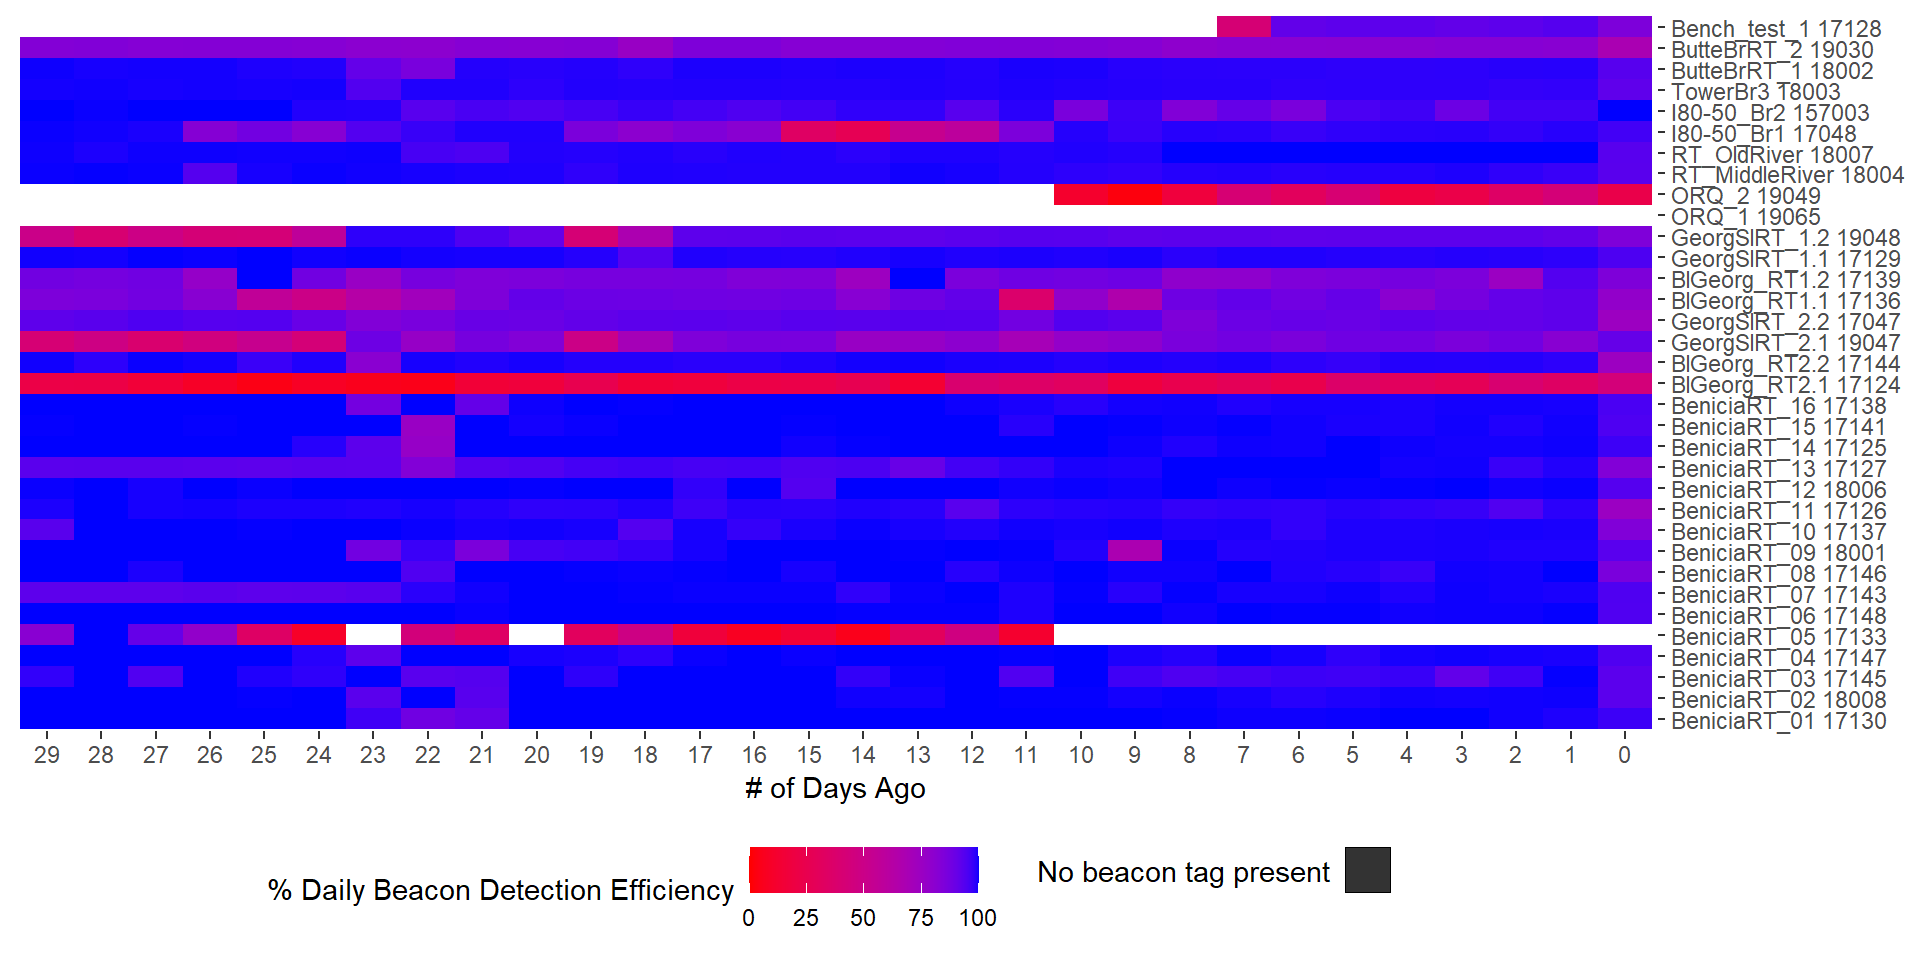 Bench_test_1 17128
ButteBrRT_2 19030
ButteBrRT_1 18002
TowerBr3 18003
I80-50_Br2 157003
I80-50_Br1 17048
RT_OldRiver 18007
RT_MiddleRiver 18004
ORQ_2 19049
ORQ_1 19065
GeorgSlRT_1.2 19048
GeorgSlRT_1.1 17129
BlGeorg_RT1.2 17139
BlGeorg_RT1.1 17136
GeorgSlRT_2.2 17047
GeorgSlRT_2.1 19047
BlGeorg_RT2.2 17144
BlGeorg_RT2.1 17124
BeniciaRT_16 17138
BeniciaRT_15 17141
BeniciaRT_14 17125
BeniciaRT_13 17127
BeniciaRT_12 18006
BeniciaRT_11 17126
BeniciaRT_10 17137
BeniciaRT_09 18001
BeniciaRT_08 17146
BeniciaRT_07 17143
BeniciaRT_06 17148
BeniciaRT_05 17133
BeniciaRT_04 17147
BeniciaRT_03 17145
BeniciaRT_02 18008
BeniciaRT_01 17130
29 28 27 26 25 24 23 22 21 20 19 18 17 16 15 14 13 12 11 10 9 8 7 6 5 4 3 2 1 0
# of Days Ago
% Daily Beacon Detection Efficiency
0 25 50 75 100
No beacon tag present